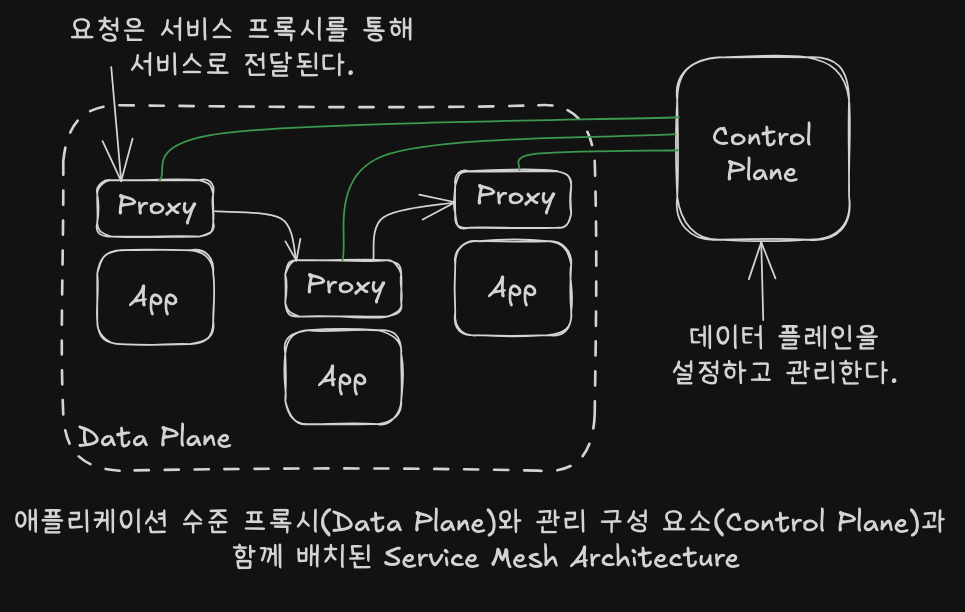 요청은 서비스 프록시를 통해
서비스로 전달된다.
Control
Plane
Proxy
App
Proxy
App
Proxy
App
데이터 플레인을
설정하고 관리한다.
Data Plane
애플리케이션 수준 프록시(Data Plane)와 관리 구성 요소(Control Plane)과
함께 배치된 Service Mesh Architecture